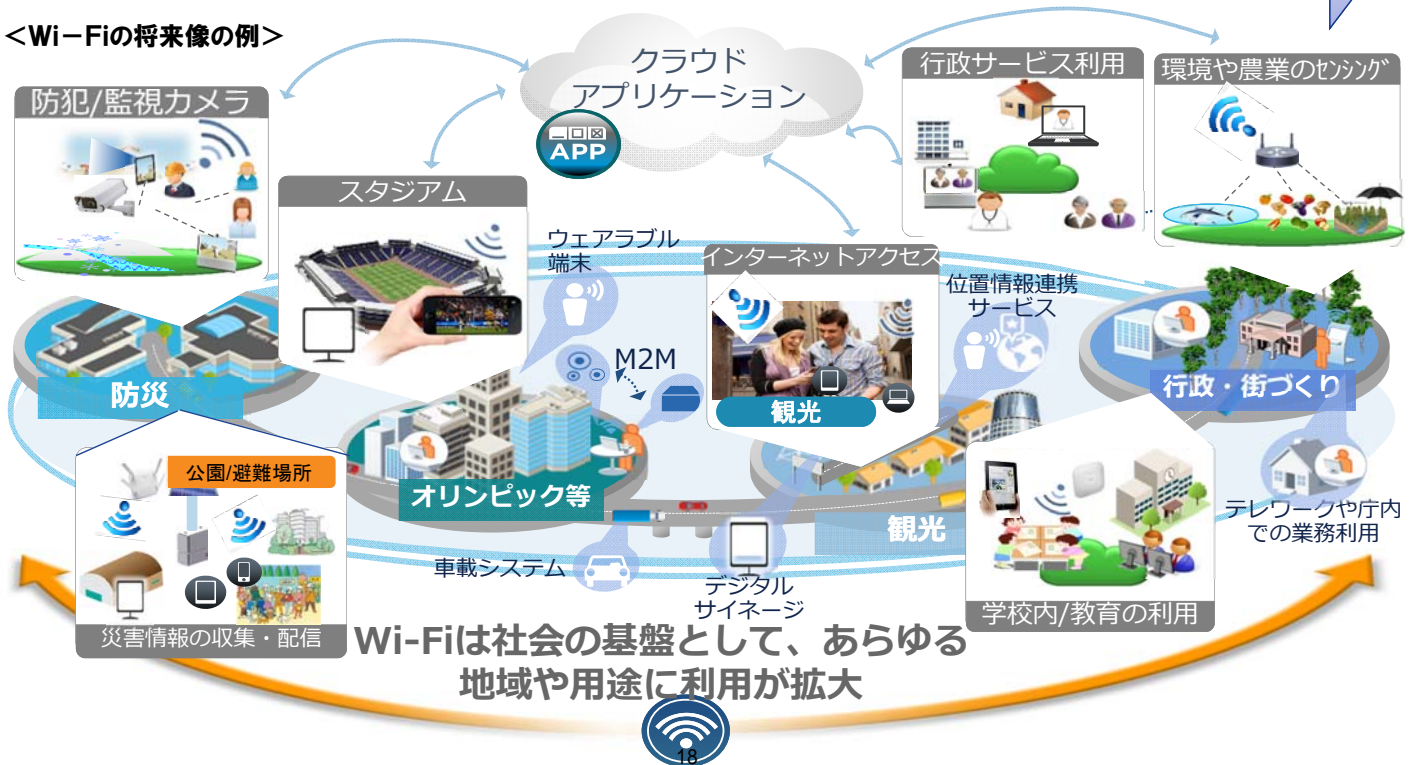 <Wi-Fiの将来像の例>
クラウド
アプリケーション
APP
行政サービス利用
環境や農業のセンシング
防犯/監視カメラ
スタジアム
ウェアラブル
端末
インターネットアクセス
位置情報連携
サービス
M2M
防災
観光
行政・街づくり
公園/避難場所
オリンピック等
観光
テレワークや庁内
での業務利用
車載システム
デジタル
サイネージ
学校内/教育の利用
災害情報の収集・配信
Wi-Fiは社会の基盤として、あらゆる
地域や用途に利用が拡大
18